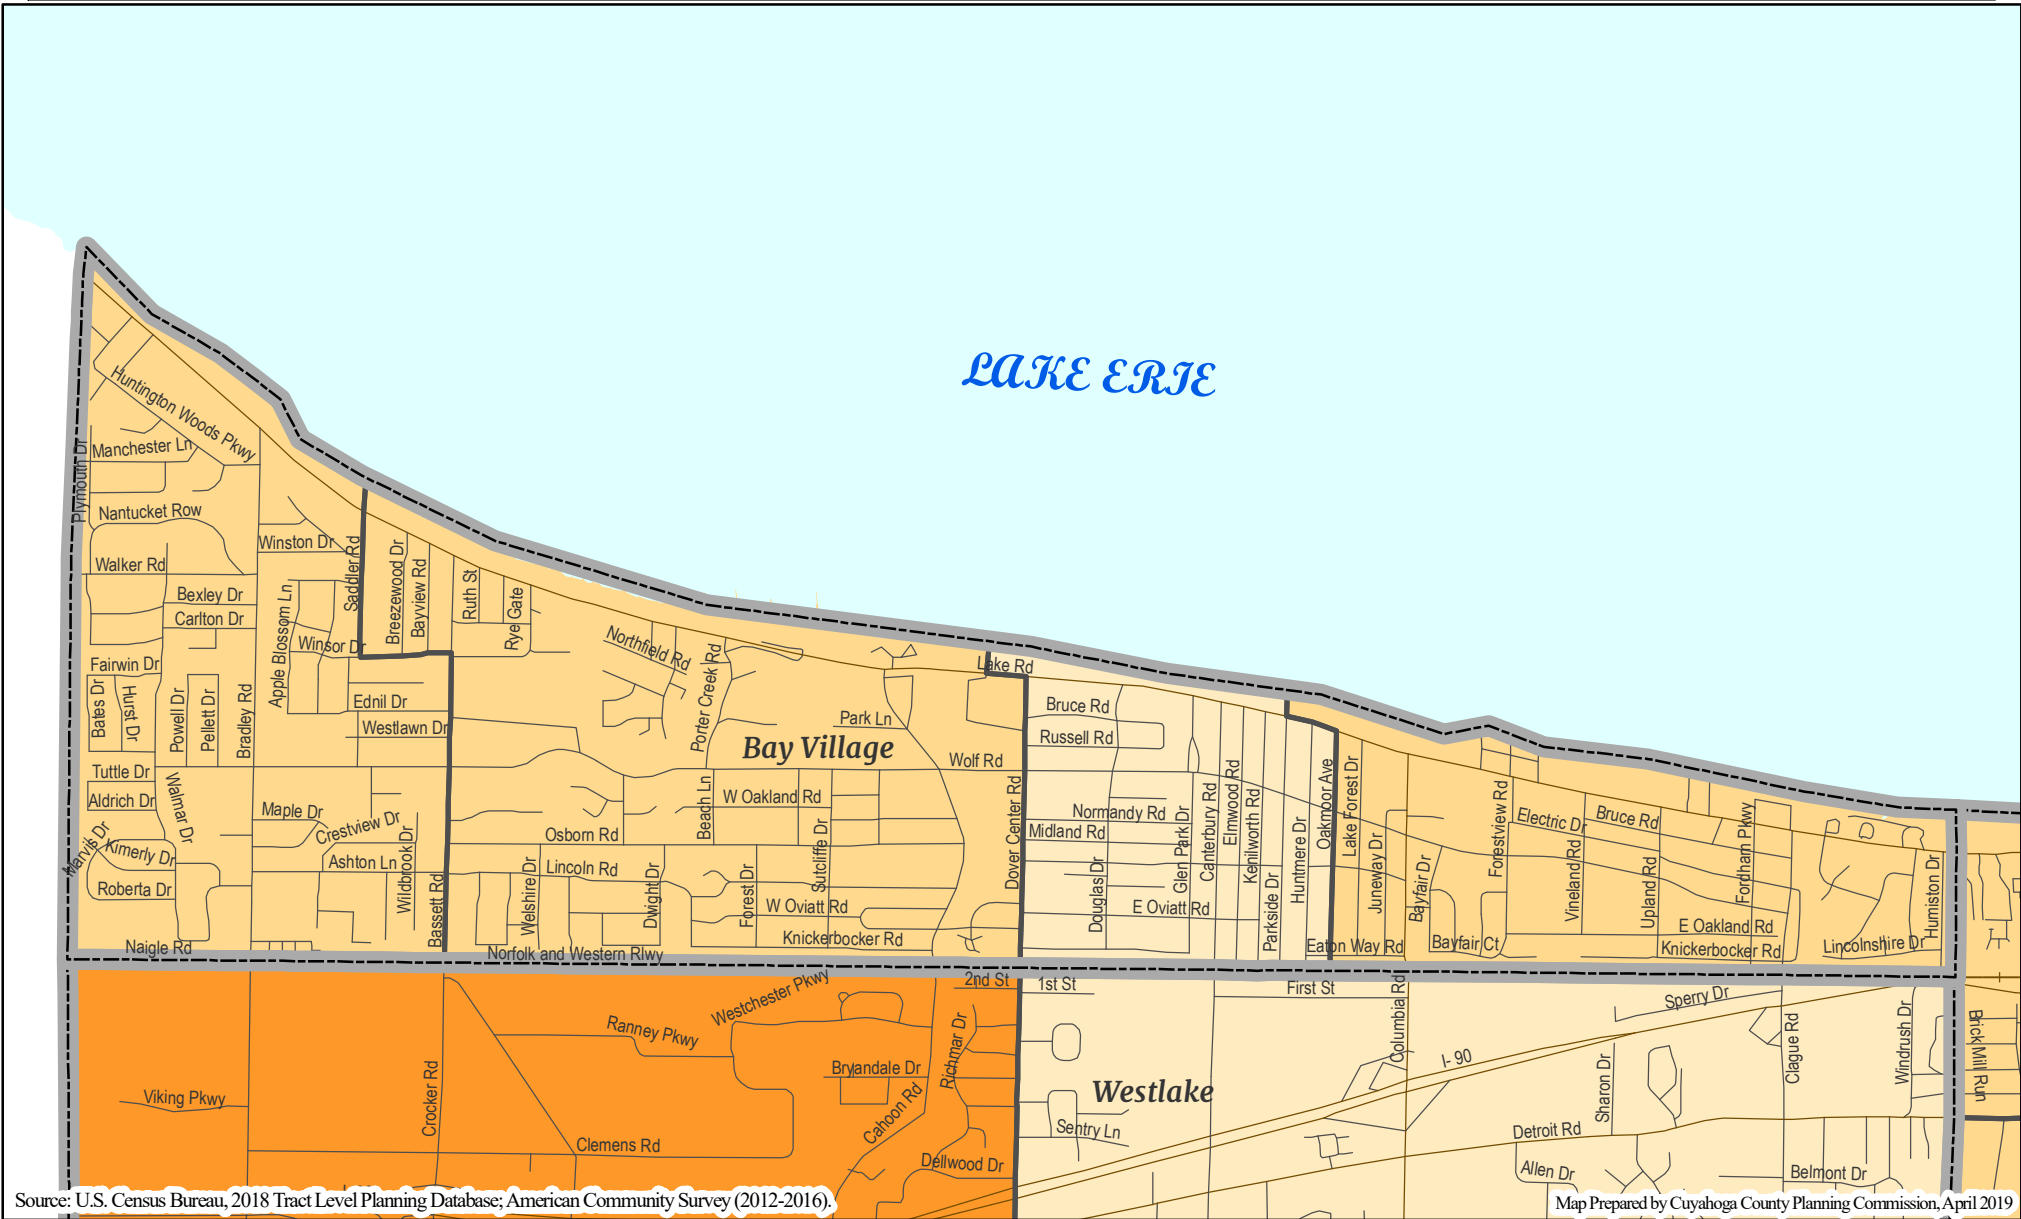 LAKE ERIE
Huntington Woods Pkwy
Plymouth Dr
Manchester Ln
Nantucket Row
Winston Dr
Saddler Rd
Breezewood Dr
Bayview Rd
Walker Rd
Bexley Dr
Carlton Dr
Apple Blossom Ln
Winsor Dr
Ruth St
Rye Gate
Northfield Rd
Porter Creek Rd
Lake Rd
Fairwin Dr
Bates Dr
Hurst Dr
Powell Dr
Pellett Dr
Bradley Rd
Ednil Dr
Westlawn Dr
Park Ln
Bay Village
Wolf Rd
Bruce Rd
Russell Rd
Tuttle Dr
Aldrich Dr
Walmar Dr
Maple Dr
Crestview Dr
Marvis Dr
Kimerly Dr
Ashton Ln
Wildbrook Dr
Roberta Dr
Bassett Rd
Naigle Rd
Beach Ln
W Oakland Rd
Osborn Rd
Sutcliffe Dr
Lincoln Rd
Welshire Dr
Dwight Dr
Forest Dr
W Oviatt Rd
Knickerbocker Rd
Norfolk and Western Rlwy
Dover Center Rd
Normandy Rd
Midland Rd
Douglas Dr
Glen Park Dr
Canterbury Rd
Elmwood Rd
Kenilworth Rd
Parkside Dr
Huntmere Dr
Oakmoor Ave
E Oviatt Rd
Lake Forest Dr
Juneway Dr
Bayfair Dr
Eaton Way Rd
Bayfair Ct
Forestview Rd
Electric Dr
Bruce Rd
Vineland Rd
Upland Rd
Fordham Pkwy
E Oakland Rd
Knickerbocker Rd
Lincolnshire Dr
Humiston Dr
2nd St
1st St
First St
Columbia Rd
Sperry Dr
Westchester Pkwy
Ranney Pkwy
Richmar Dr
Bryandale Dr
Cahoon Rd
Crocker Rd
Viking Pkwy
Clemens Rd
Dellwood Dr
Westlake
Sentry Ln
I- 90
Sharon Dr
Clague Rd
Windrush Dr
Brick Mill Run
Detroit Rd
Allen Dr
Belmont Dr
Source: U.S. Census Bureau, 2018 Tract Level Planning Database; American Community Survey (2012-2016).
Map Prepared by Cuyahoga County Planning Commission, April 2019